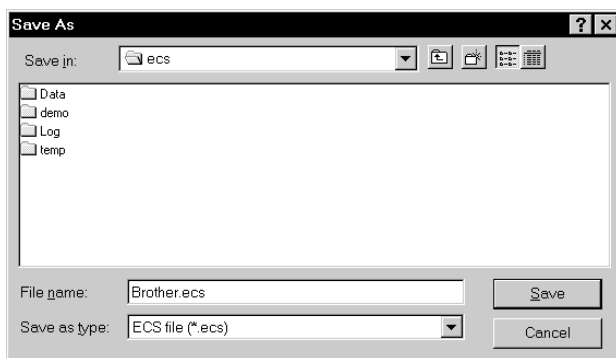 Save As
Save in: ecs
Data
demo
Log
temp
File name: Brother.ecs Save
Save as type: ECS file (*.ecs) Cancel